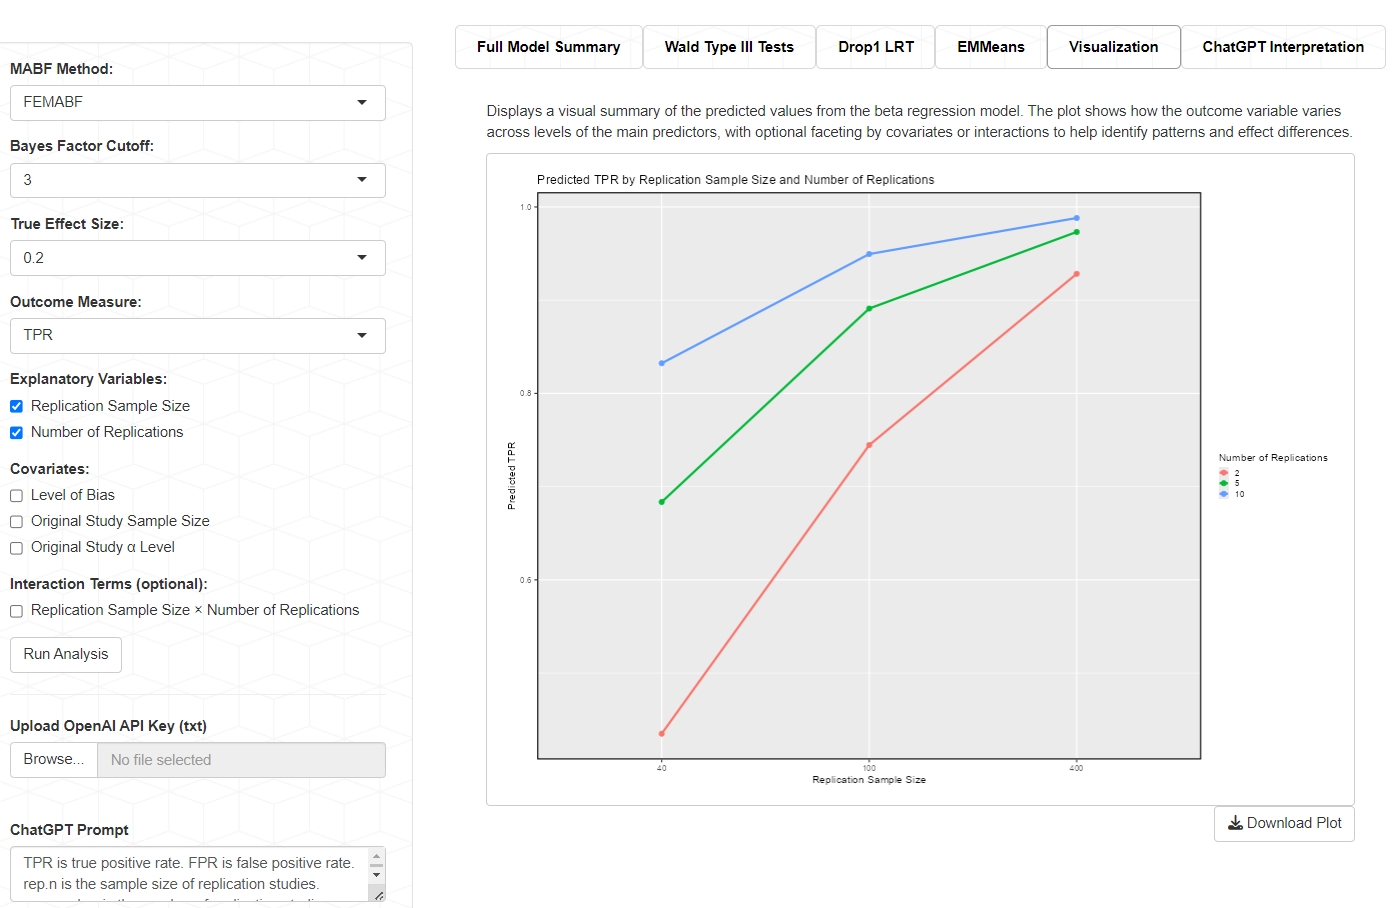 MABF Method:
FEMABF
Bayes Factor Cutoff:
3
True Effect Size:
0.2
Outcome Measure:
TPR
Explanatory Variables:
Replication Sample Size
Number of Replications
Covariates:
Level of Bias
Original Study Sample Size
Original Study α Level
Interaction Terms (optional):
Replication Sample Size × Number of Replications
Run Analysis
Upload OpenAI API Key (txt)
Browse... No file selected
ChatGPT Prompt
TPR is true positive rate. FPR is false positive rate.
rep.n is the sample size of replication studies.
Full Model Summary Wald Type III Tests Drop1 LRT EMMeans Visualization ChatGPT Interpretation
Displays a visual summary of the predicted values from the beta regression model. The plot shows how the outcome variable varies
across levels of the main predictors, with optional faceting by covariates or interactions to help identify patterns and effect differences.
Predicted TPR by Replication Sample Size and Number of Replications
1.0
0.8
0.6
Predicted TPR
40 100 400
Replication Sample Size
Number of Replications
2
5
10
Download Plot